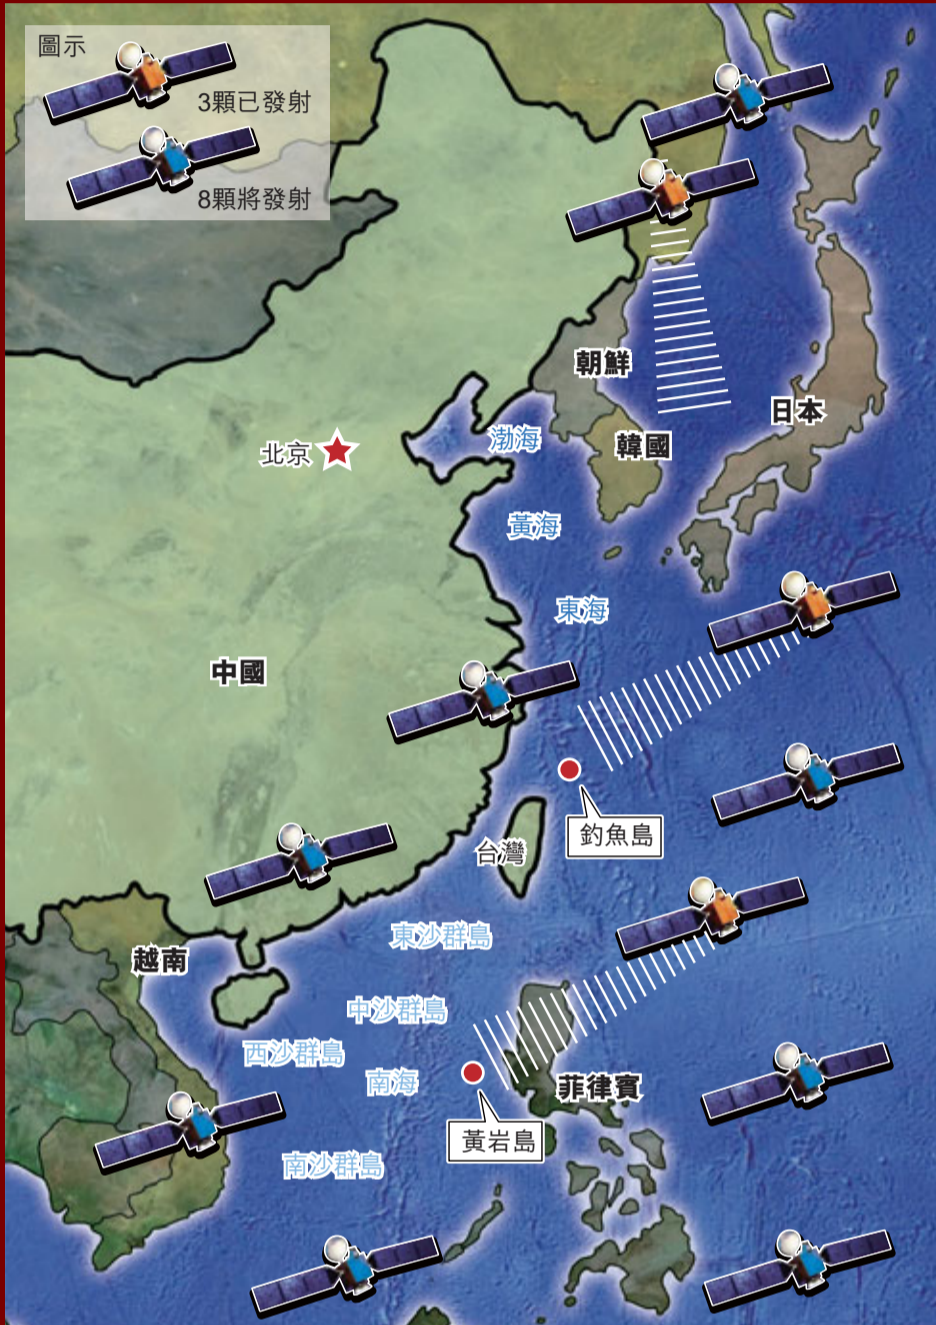 圖示
3顆已發射
8顆將發射
朝鮮
日本
韓國
渤海
北京
黃海
東海
中國
釣魚島
台灣
東沙群島
越南
中沙群島
西沙群島
南海
菲律賓
黃岩島
南沙群島